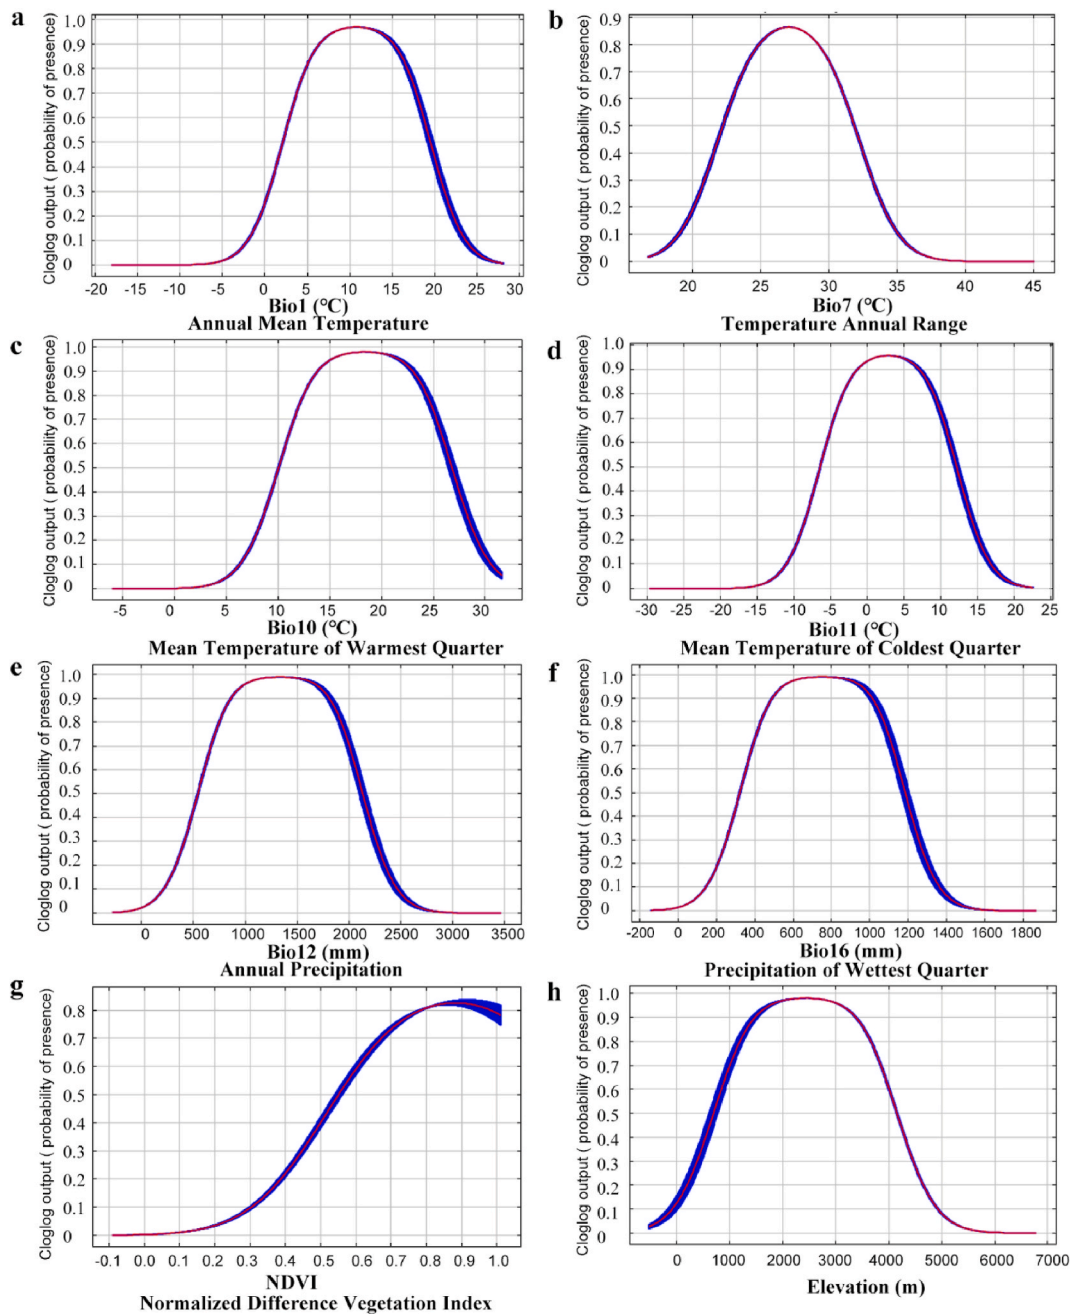 a
Cloglog output ( probability of presence)
1.0
0.9
0.8
0.7
0.6
0.5
0.4
0.3
0.2
0.1
0
-20 -15 -10 -5 0 5 10 15 20 25 30
Bio1 (°C)
Annual Mean Temperature
b
Cloglog output ( probability of presence)
0.9
0.8
0.7
0.6
0.5
0.4
0.3
0.2
0.1
0
20 25 30 35 40 45
Bio7 (°C)
Temperature Annual Range
c
Cloglog output ( probability of presence)
1.0
0.9
0.8
0.7
0.6
0.5
0.4
0.3
0.2
0.1
0
-5 0 5 10 15 20 25 30
Bio10 (°C)
Mean Temperature of Warmest Quarter
d
Cloglog output ( probability of presence)
1.0
0.9
0.8
0.7
0.6
0.5
0.4
0.3
0.2
0.1
0
-30 -25 -20 -15 -10 -5 0 5 10 15 20 25
Bio11 (°C)
Mean Temperature of Coldest Quarter
e
Cloglog output ( probability of presence)
1.0
0.9
0.8
0.7
0.6
0.5
0.4
0.3
0.2
0.1
0
0 500 1000 1500 2000 2500 3000 3500
Bio12 (mm)
Annual Precipitation
f
Cloglog output ( probability of presence)
1.0
0.9
0.8
0.7
0.6
0.5
0.4
0.3
0.2
0.1
0
-200 0 200 400 600 800 1000 1200 1400 1600 1800
Bio16 (mm)
Precipitation of Wettest Quarter
g
Cloglog output ( probability of presence)
0.8
0.7
0.6
0.5
0.4
0.3
0.2
0.1
0
-0.1 0.0 0.1 0.2 0.3 0.4 0.5 0.6 0.7 0.8 0.9 1.0
NDVI
Normalized Difference Vegetation Index
h
Cloglog output ( probability of presence)
1.0
0.9
0.8
0.7
0.6
0.5
0.4
0.3
0.2
0.1
0
0 1000 2000 3000 4000 5000 6000 7000
Elevation (m)